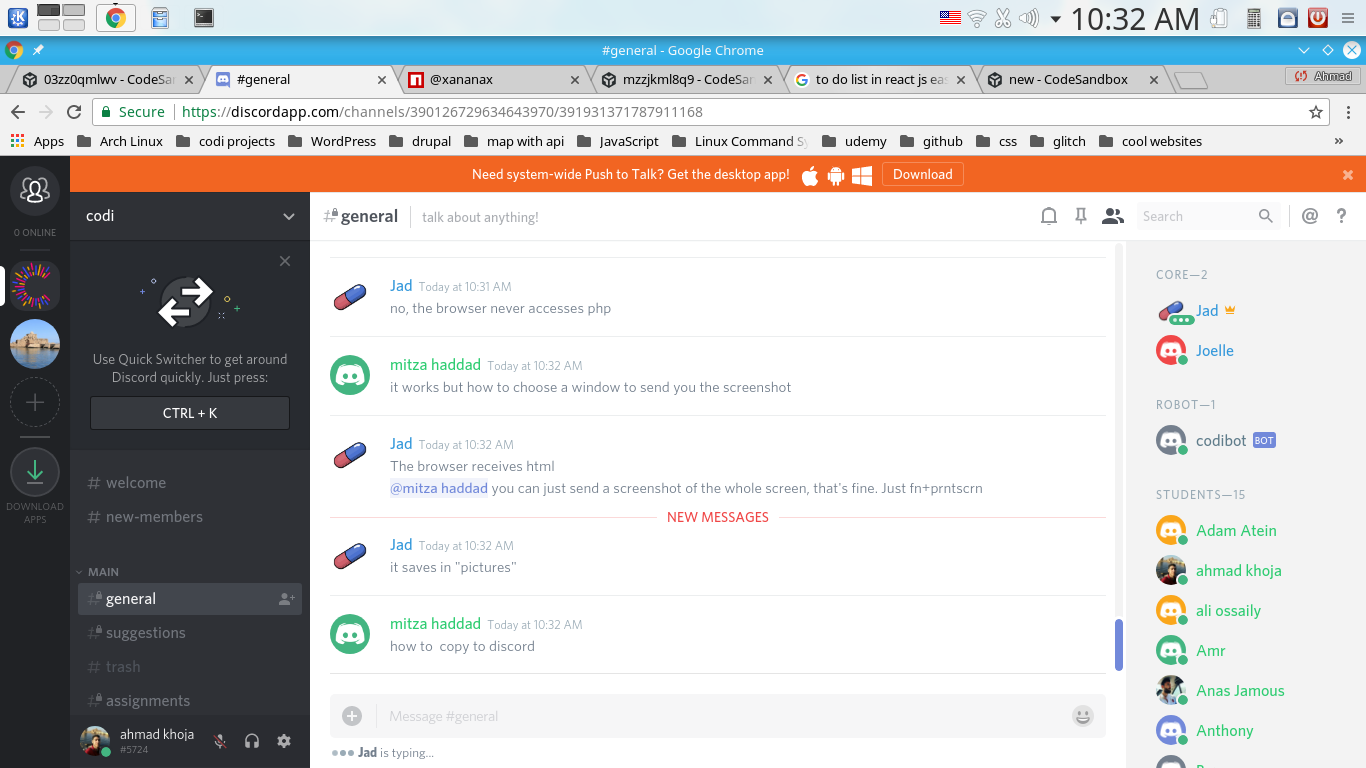 10:32 AM
#general - Google Chrome
03zz0qmlwv - CodeSan
#general
@xananax
mzzjkml8q9 - CodeSan
to do list in react js eas
new - CodeSandbox
Ahmad
Secure
https://discordapp.com/channels/390126729634643970/391931371787911168
Apps
Arch Linux
codi projects
WordPress
drupal
map with api
JavaScript
Linux Command Sy
udemy
github
css
glitch
cool websites
»
Need system-wide Push to Talk? Get the desktop app!
Download
0 ONLINE
DOWNLOAD
APPS
codi
Use Quick Switcher to get around
Discord quickly. Just press:
CTRL + K
# welcome
# new-members
MAIN
# general
# suggestions
# trash
# assignments
ahmad khoja
#5724
# general
talk about anything!
Search
@
?
Jad Today at 10:31 AM
no, the browser never accesses php
mitza haddad Today at 10:32 AM
it works but how to choose a window to send you the screenshot
Jad Today at 10:32 AM
The browser receives html
@mitza haddad you can just send a screenshot of the whole screen, that's fine. Just fn+prntscrn
NEW MESSAGES
Jad Today at 10:32 AM
it saves in "pictures"
mitza haddad Today at 10:32 AM
how to copy to discord
Message #general
Jad is typing...
CORE—2
Jad
Joelle
ROBOT—1
codibot BOT
STUDENTS—15
Adam Atein
ahmad khoja
ali ossaily
Amr
Anas Jamous
Anthony